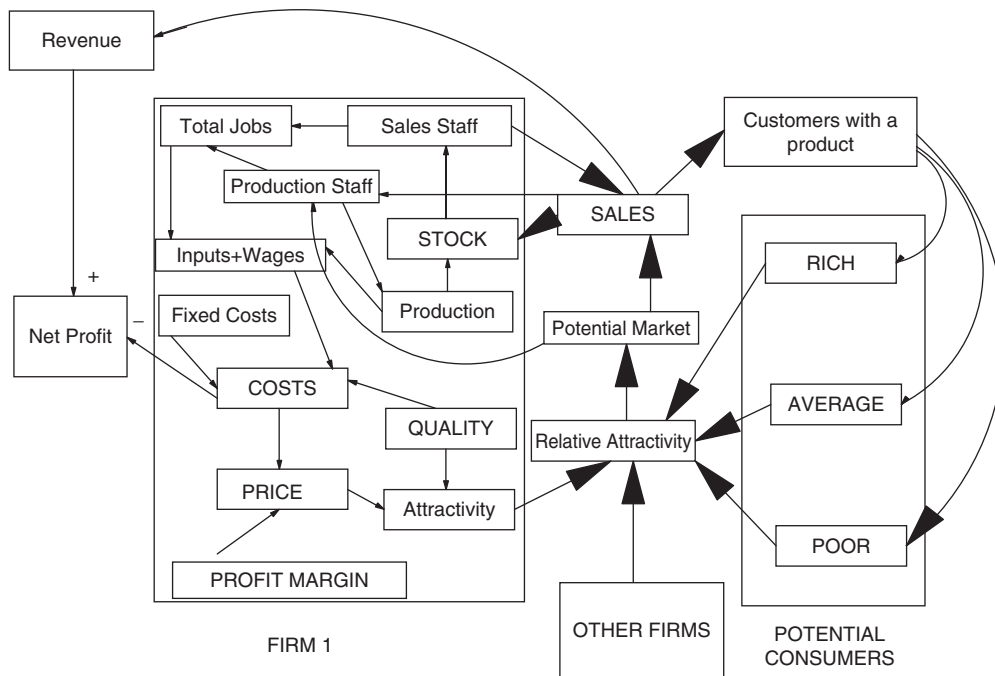 Revenue
Total Jobs
Sales Staff
Customers with a
product
Production Staff
SALES
STOCK
Inputs+Wages
RICH
+
Fixed Costs
Production
Potential Market
Net Profit
–
COSTS
AVERAGE
QUALITY
Relative Attractivity
PRICE
Attractivity
POOR
PROFIT MARGIN
OTHER FIRMS
FIRM 1
POTENTIAL
CONSUMERS